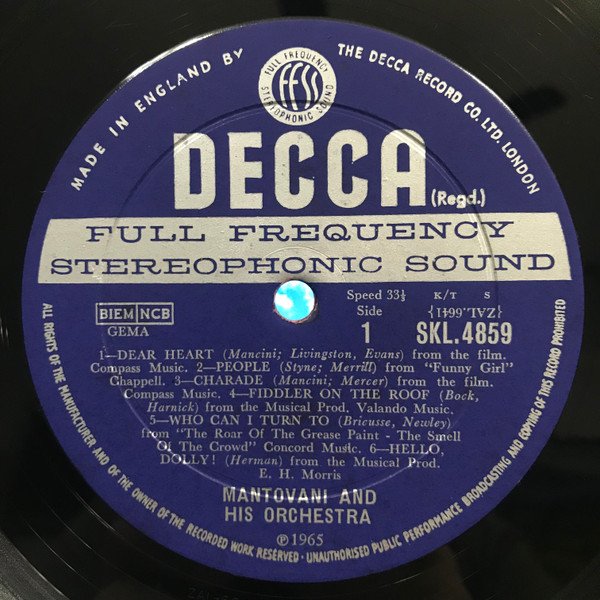 MADE IN ENGLAND BY
THE DECCA RECORD CO. LTD. LONDON
FULL FREQUENCY
FFSS
STEREOPHONIC SOUND
DECCA
(Regd.)
FULL FREQUENCY
STEREOPHONIC SOUND
BIEM NCB
GEMA
Speed 33⅓ K/T S
Side {ZAL.6641}
1 SKL.4859
1—DEAR HEART (Mancini; Livingston, Evans) from the film.
Compass Music. 2—PEOPLE (Styne; Merrill) from "Funny Girl"
Chappell. 3—CHARADE (Mancini; Mercer) from the film.
Compass Music. 4—FIDDLER ON THE ROOF (Bock,
Harnick) from the Musical Prod. Valando Music.
5—WHO CAN I TURN TO (Bricusse, Newley)
from "The Roar Of The Grease Paint - The Smell
Of The Crowd" Concord Music. 6—HELLO,
DOLLY! (Herman) from the Musical Prod.
E. H. Morris
MANTOVANI AND
HIS ORCHESTRA
℗1965
ALL RIGHTS OF THE MANUFACTURER AND OF THE OWNER OF THE RECORDED WORK RESERVED · UNAUTHORISED PUBLIC PERFORMANCE BROADCASTING AND COPYING OF THIS RECORD PROHIBITED